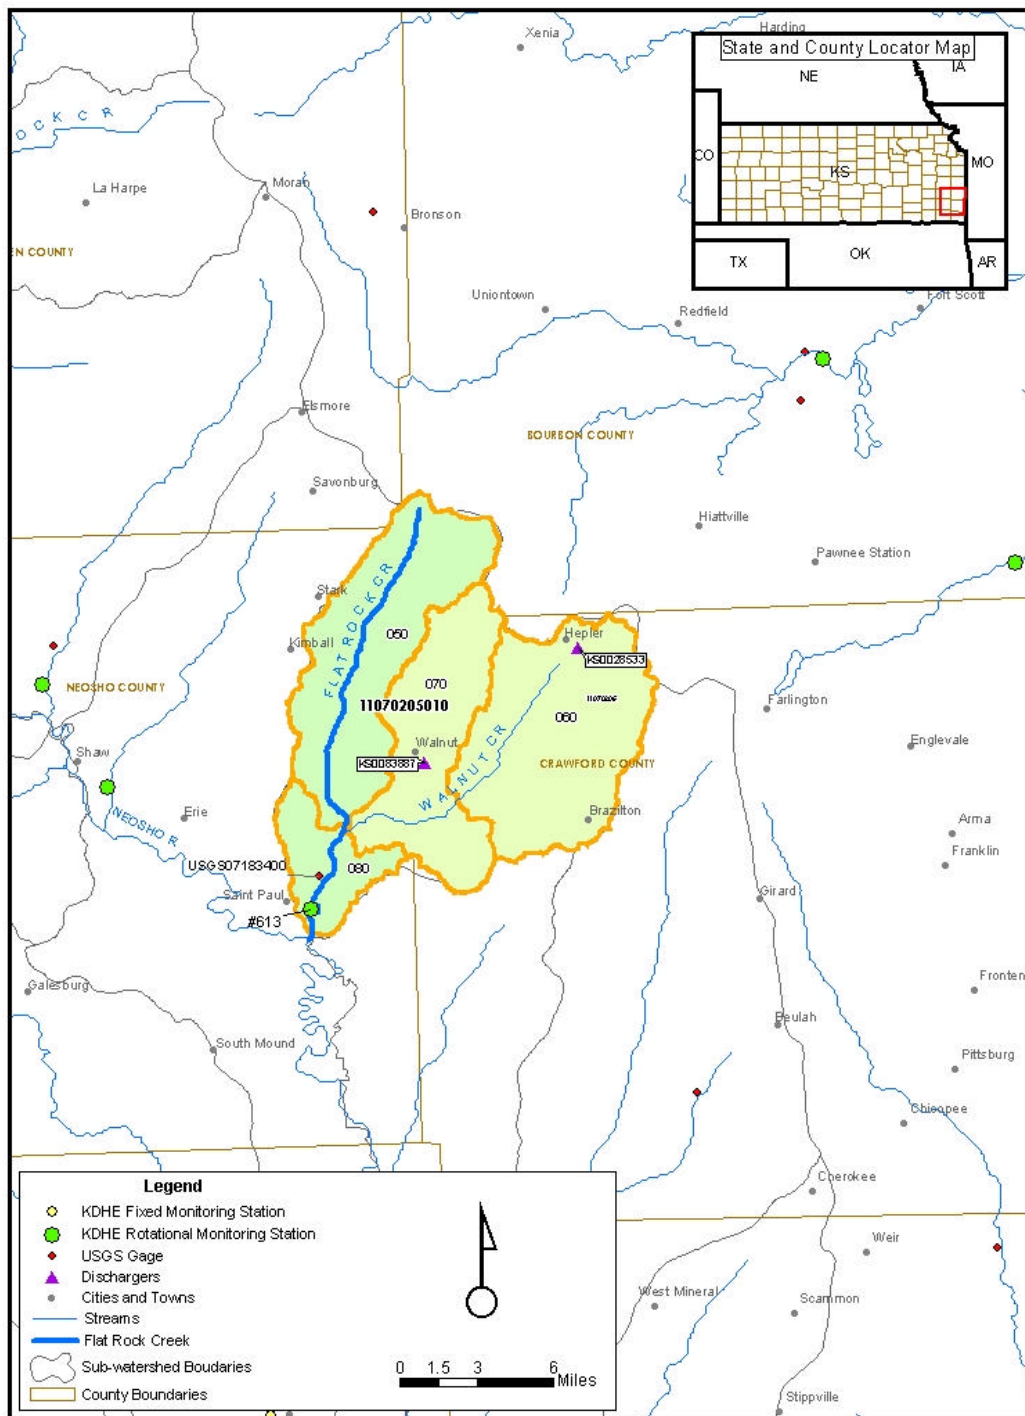 Xenia
Harding
State and County Locator Map
NE
IA
CO
KS
MO
TX
OK
AR
OCK CR
La Harpe
Moran
Bronson
EN COUNTY
Uniontown
Redfield
Fort Scott
Elsmore
BOURBON COUNTY
Savonburg
Hiattville
Pawnee Station
Stark
FLAT ROCK CR
050
Kimball
Hepler
KS0028533
NEOSHO COUNTY
070
11070205010
060
11070205
Farlington
Shaw
Walnut
KS0083887
WALNUT CR
CRAWFORD COUNTY
Englevale
Erie
NEOSHO R
Brazilton
Arma
Franklin
USGS07183400
080
Saint Paul
Girard
#613
Galesburg
Fronten
Beulah
South Mound
Pittsburg
Chicopee
Cherokee
Weir
West Mineral
Scammon
Stippville
Legend
KDHE Fixed Monitoring Station
KDHE Rotational Monitoring Station
USGS Gage
Dischargers
Cities and Towns
Streams
Flat Rock Creek
Sub-watershed Boudaries
County Boundaries
0 1.5 3 6
Miles